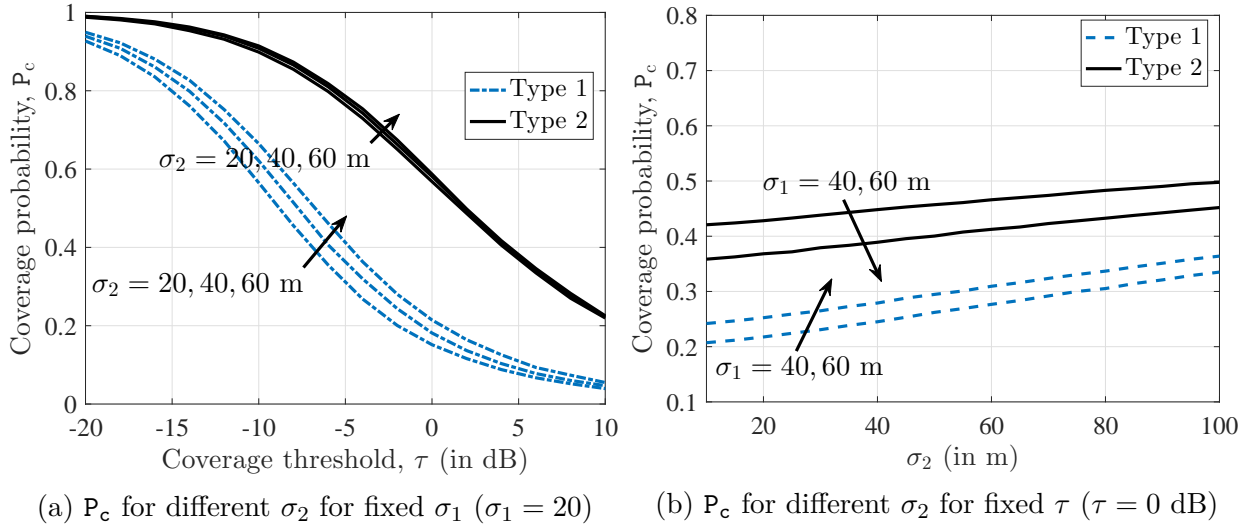 Coverage probability, P_c
1
0.8
0.6
0.4
0.2
0
-20 -15 -10 -5 0 5 10
Coverage threshold, τ (in dB)
Type 1
Type 2
σ_2 = 20, 40, 60 m
σ_2 = 20, 40, 60 m
(a) P_c for different σ_2 for fixed σ_1 (σ_1 = 20)
Coverage probability, P_c
0.8
0.7
0.6
0.5
0.4
0.3
0.2
0.1
20 40 60 80 100
σ_2 (in m)
Type 1
Type 2
σ_1 = 40, 60 m
σ_1 = 40, 60 m
(b) P_c for different σ_2 for fixed τ (τ = 0 dB)